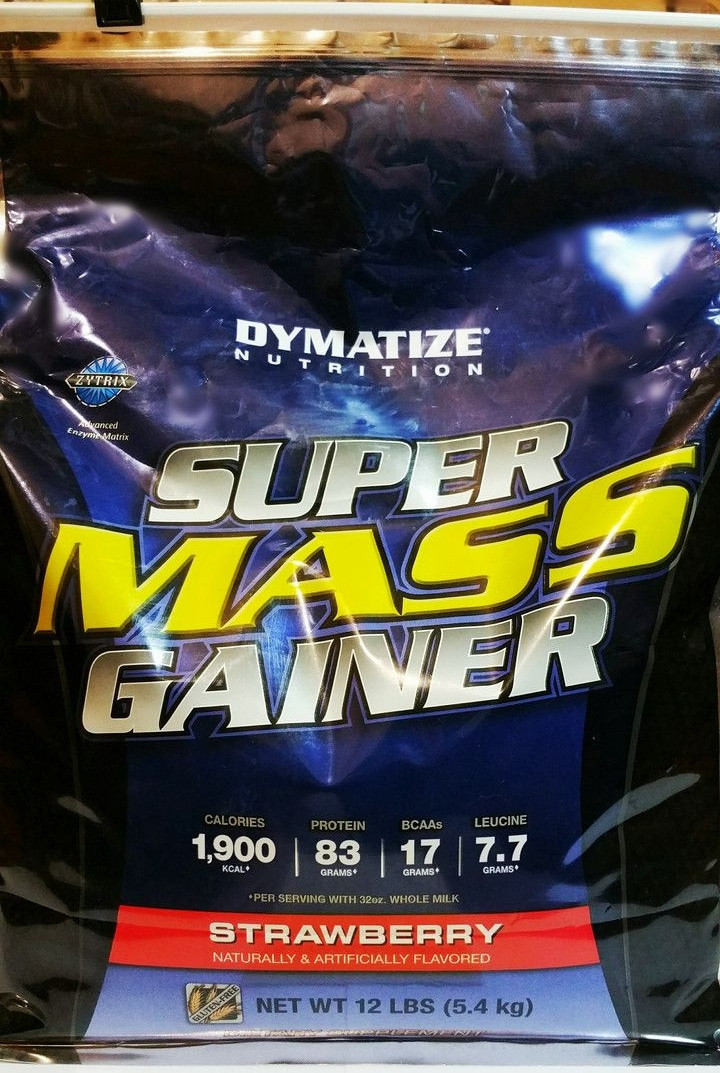 DYMATIZE®
NUTRITION
ZYTRIX
Advanced
Enzyme Matrix
SUPER
MASS
GAINER
CALORIES
1,900
KCAL♦
PROTEIN
83
GRAMS♦
BCAAs
17
GRAMS♦
LEUCINE
7.7
GRAMS♦
♦PER SERVING WITH 32oz. WHOLE MILK
STRAWBERRY
NATURALLY & ARTIFICIALLY FLAVORED
GLUTEN-FREE
NET WT 12 LBS (5.4 kg)
DIETARY SUPPLEMENT